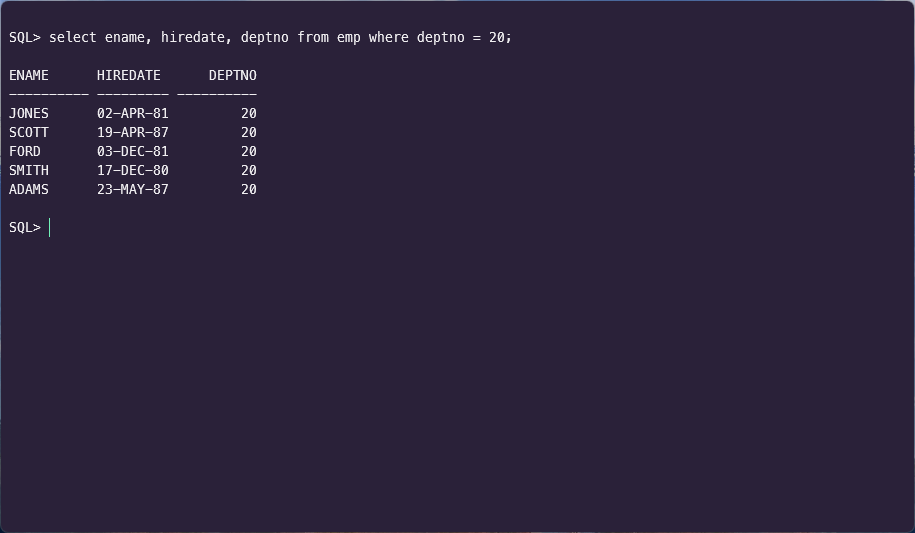 SQL> select ename, hiredate, deptno from emp where deptno = 20;
ENAME      HIREDATE      DEPTNO
---------- --------- ----------
JONES      02-APR-81         20
SCOTT      19-APR-87         20
FORD       03-DEC-81         20
SMITH      17-DEC-80         20
ADAMS      23-MAY-87         20
SQL>